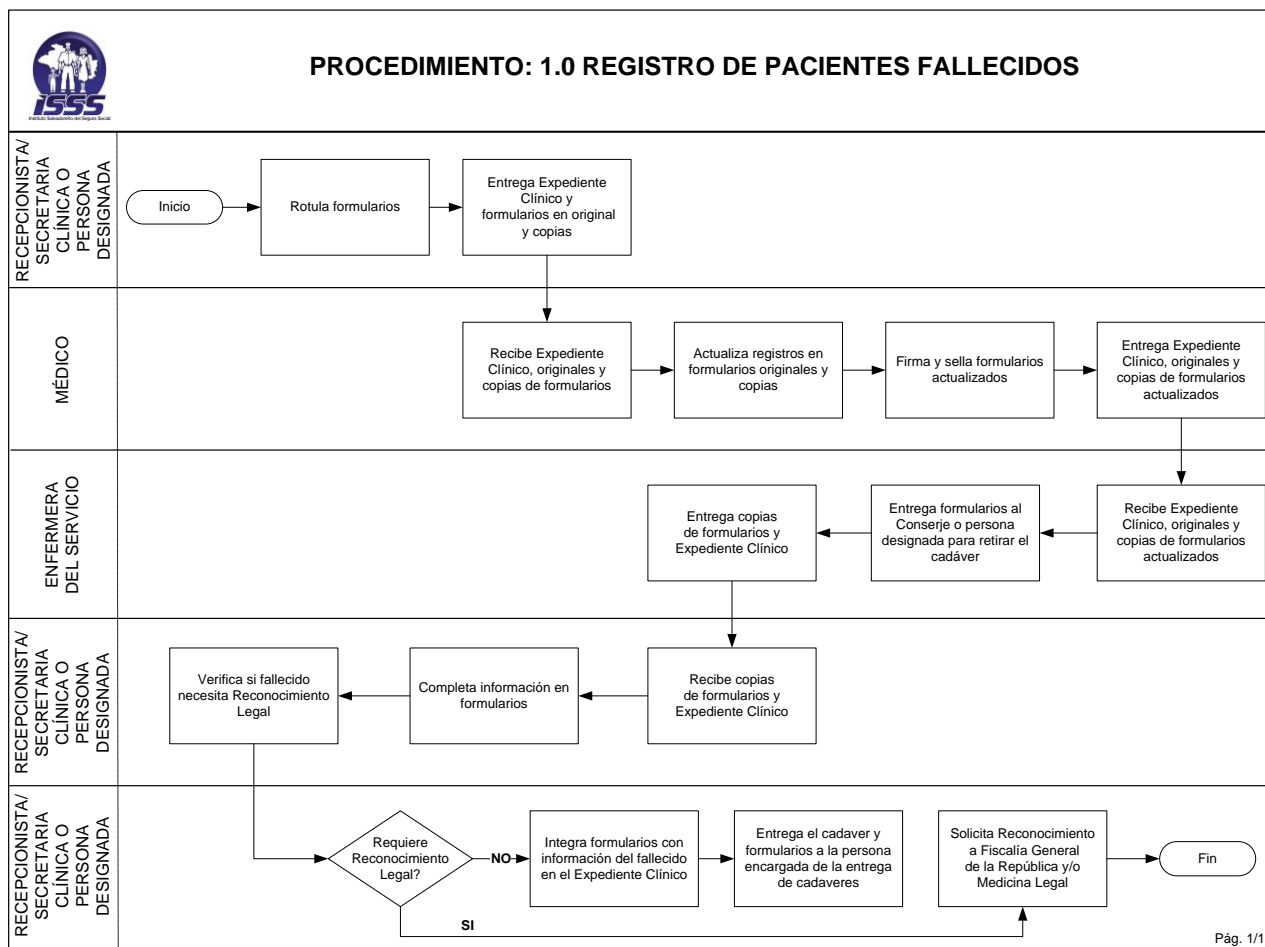 PROCEDIMIENTO: 1.0 REGISTRO DE PACIENTES FALLECIDOS
ISSS
Instituto Salvadoreño del Seguro Social
RECEPCIONISTA/
SECRETARIA
CLÍNICA O
PERSONA
DESIGNADA
Inicio
Rotula formularios
Entrega Expediente
Clínico y
formularios en original
y copias
MÉDICO
Recibe Expediente
Clínico, originales y
copias de formularios
Actualiza registros en
formularios originales y
copias
Firma y sella formularios
actualizados
Entrega Expediente
Clínico, originales y
copias de formularios
actualizados
ENFERMERA
DEL SERVICIO
Entrega copias
de formularios y
Expediente Clínico
Entrega formularios al
Conserje o persona
designada para retirar el
cadáver
Recibe Expediente
Clínico, originales y
copias de formularios
actualizados
RECEPCIONISTA/
SECRETARIA
CLÍNICA O
PERSONA
DESIGNADA
Verifica si fallecido
necesita Reconocimiento
Legal
Completa información en
formularios
Recibe copias
de formularios y
Expediente Clínico
RECEPCIONISTA/
SECRETARIA
CLÍNICA O
PERSONA
DESIGNADA
Requiere
Reconocimiento
Legal?
NO
Integra formularios con
información del fallecido
en el Expediente Clínico
Entrega el cadaver y
formularios a la persona
encargada de la entrega
de cadaveres
Solicita Reconocimiento
a Fiscalía General
de la República y/o
Medicina Legal
Fin
SI
Pág. 1/1